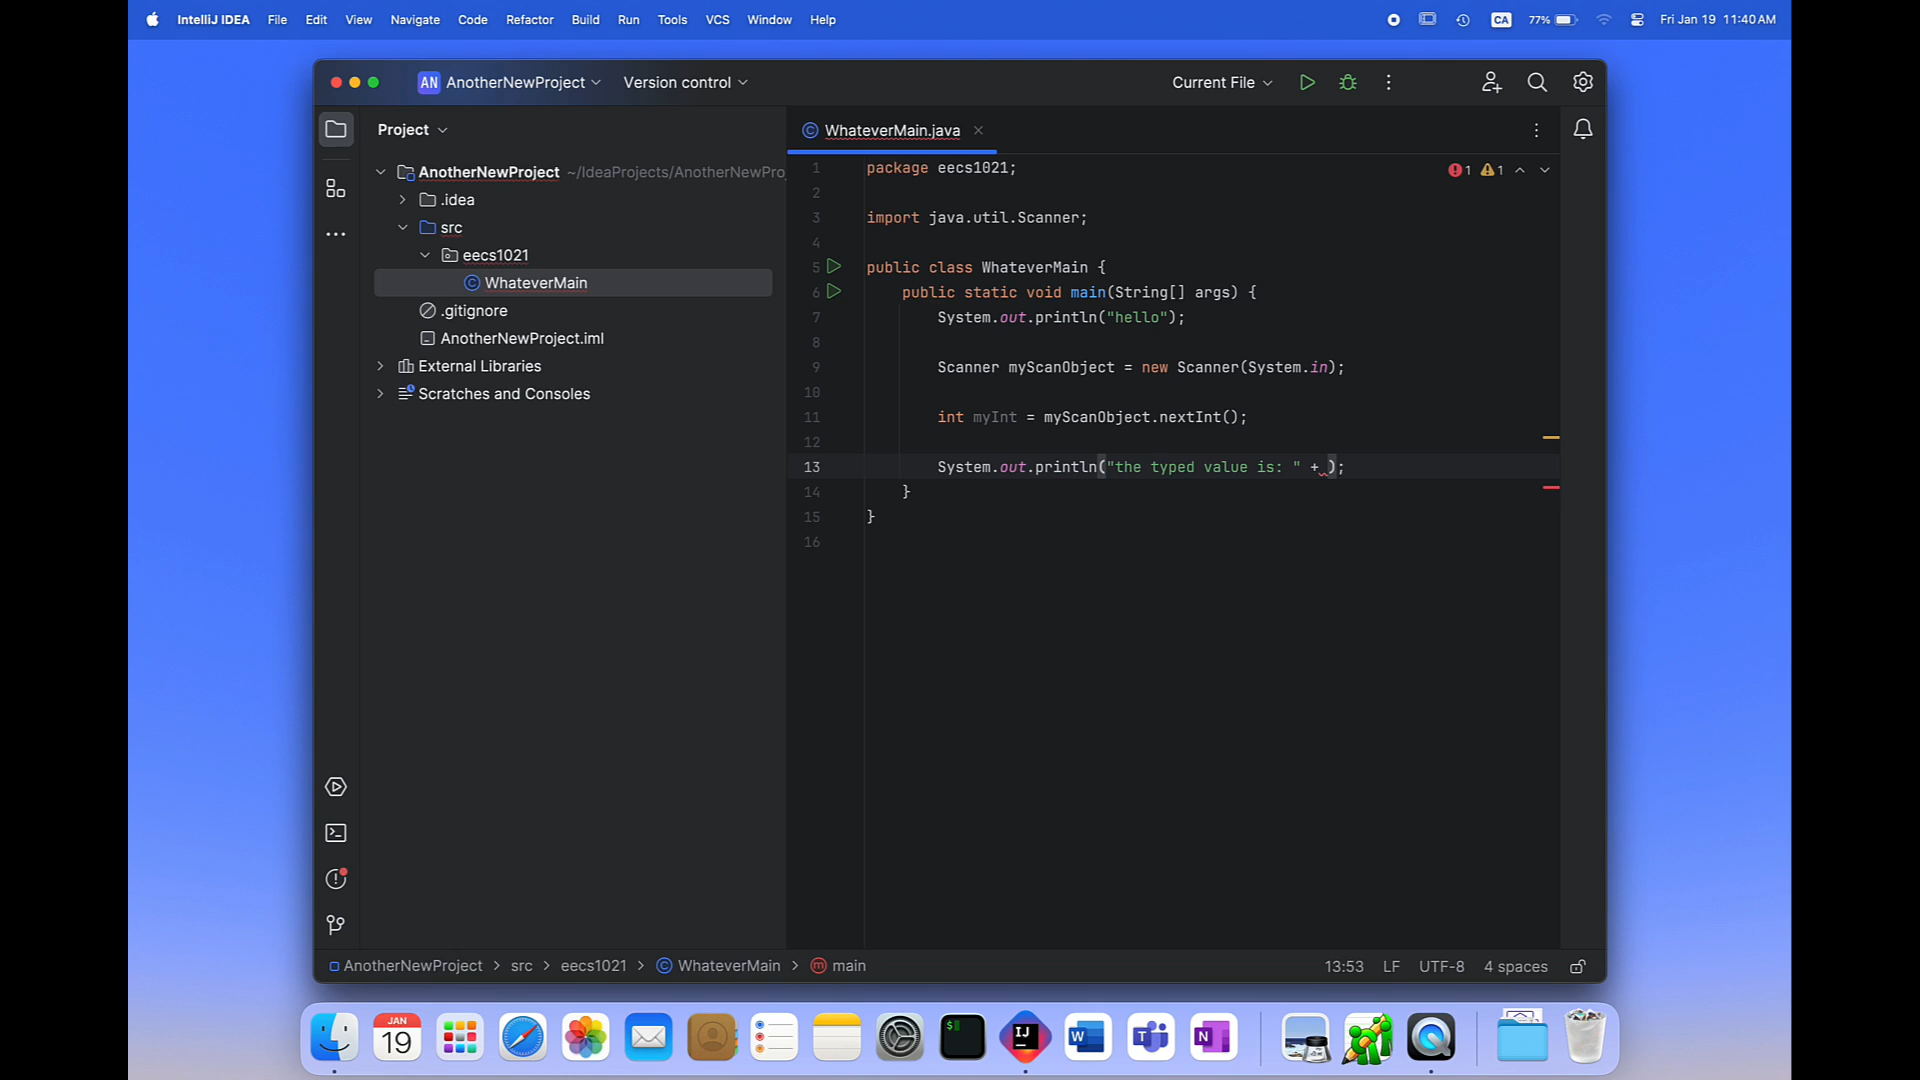 IntelliJ IDEA File Edit View Navigate Code Refactor Build Run Tools VCS Window Help CA 77% Fri Jan 19 11:40 AM
AN AnotherNewProject Version control Current File
Project
AnotherNewProject ~/IdeaProjects/AnotherNewPro
.idea
src
eecs1021
WhateverMain
.gitignore
AnotherNewProject.iml
External Libraries
Scratches and Consoles
WhateverMain.java
1 package eecs1021; 1 1
2
3 import java.util.Scanner;
4
5 public class WhateverMain {
6 public static void main(String[] args) {
7 System.out.println("hello");
8
9 Scanner myScanObject = new Scanner(System.in);
10
11 int myInt = myScanObject.nextInt();
12
13 System.out.println("the typed value is: " + );
14 }
15 }
16
AnotherNewProject > src > eecs1021 > WhateverMain > main 13:53 LF UTF-8 4 spaces
JAN
19
$
IJ
W
T
N